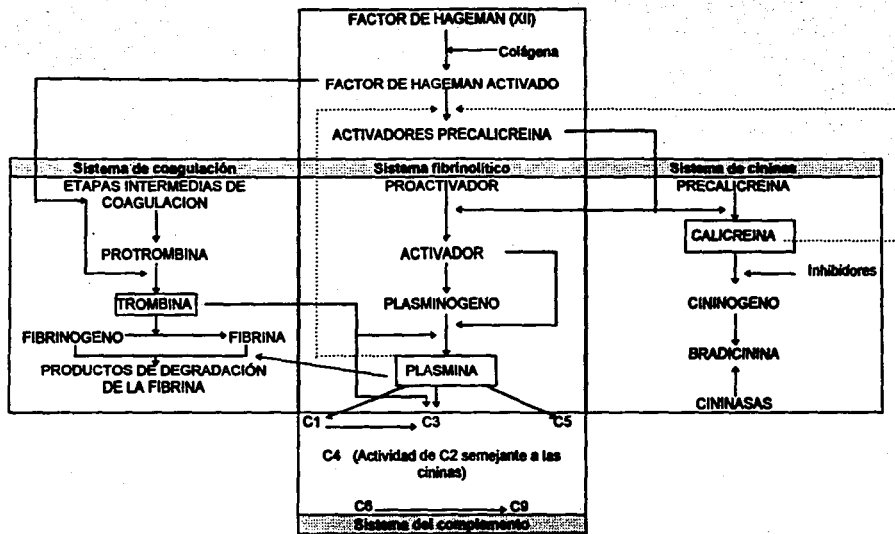 FACTOR DE HAGEMAN (XII)
Colágena
FACTOR DE HAGEMAN ACTIVADO
ACTIVADORES PRECALICREINA
Sistema de coagulación
Sistema fibrinolítico
Sistema de cininas
ETAPAS INTERMEDIAS DE
COAGULACION
PROACTIVADOR
PRECALICREINA
CALICREINA
PROTROMBINA
ACTIVADOR
Inhibidores
TROMBINA
PLASMINOGENO
CININOGENO
FIBRINOGENO
FIBRINA
BRADICININA
PRODUCTOS DE DEGRADACIÓN
DE LA FIBRINA
PLASMINA
CININASAS
C1
C3
C5
C4 (Actividad de C2 semejante a las
cininas)
C6
C9
Sistema del complemento